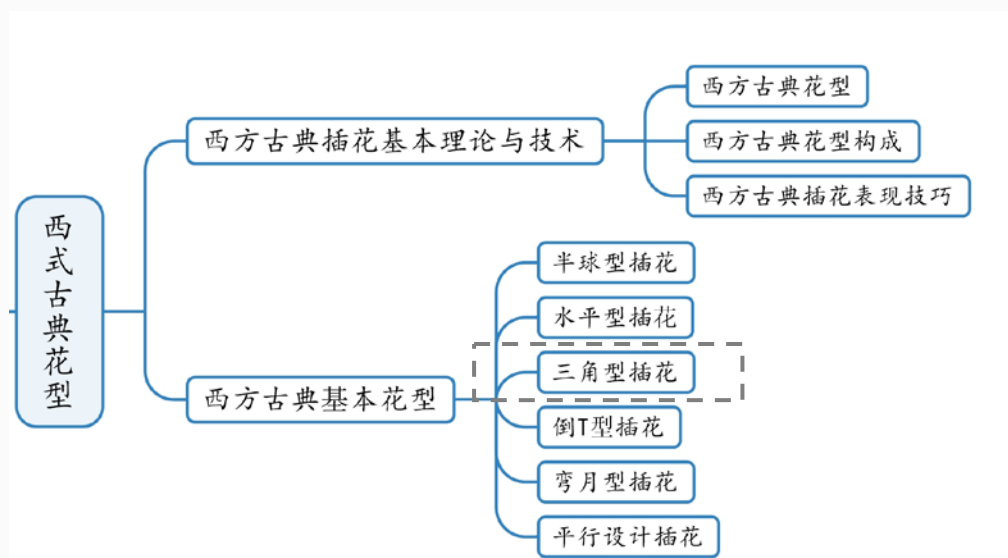 西式古典花型
西方古典插花基本理论与技术
西方古典花型
西方古典花型构成
西方古典插花表现技巧
西方古典基本花型
半球型插花
水平型插花
三角型插花
倒T型插花
弯月型插花
平行设计插花